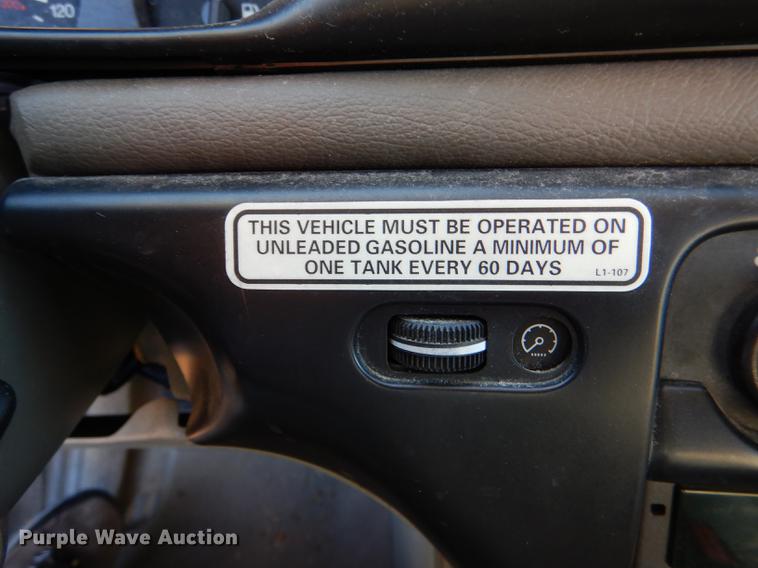 120
THIS VEHICLE MUST BE OPERATED ON
UNLEADED GASOLINE A MINIMUM OF
ONE TANK EVERY 60 DAYS L1-107
Purple Wave Auction